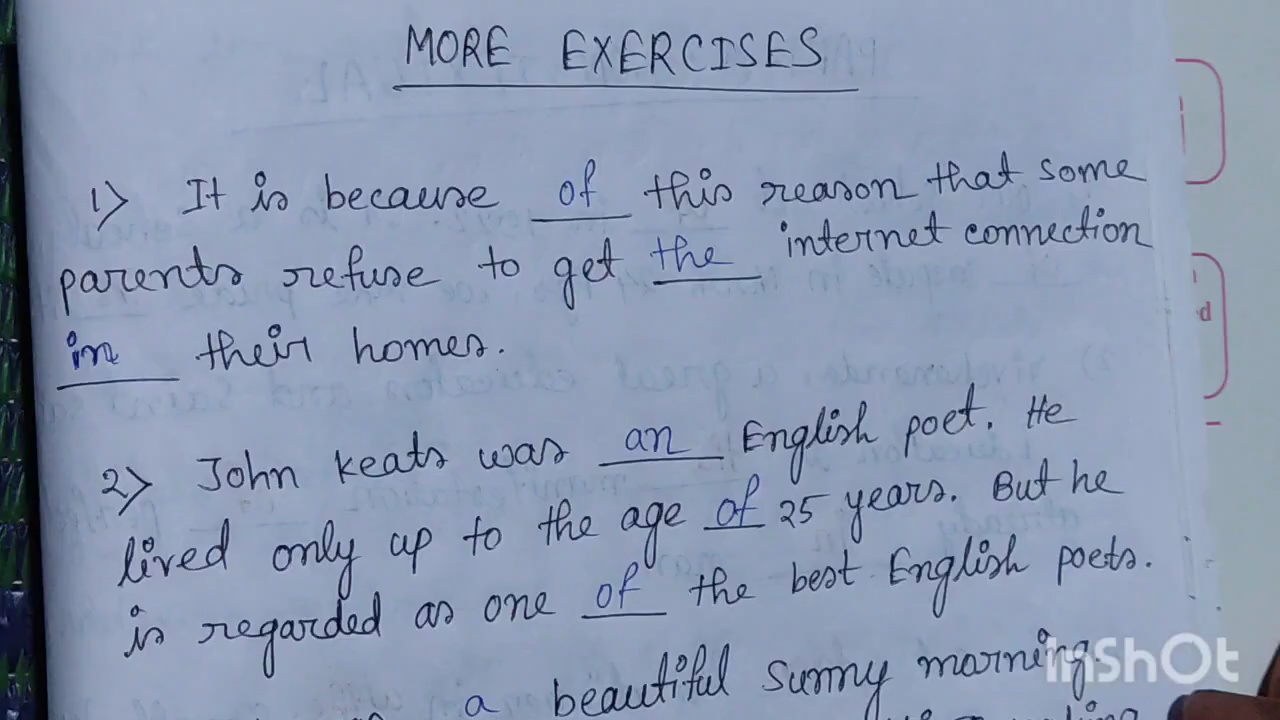 MORE EXERCISES
1) It is because of this reason that some
parents refuse to get the internet connection
in their homes.
2) John Keats was an English poet. He
lived only up to the age of 25 years. But he
is regarded as one of the best English poets.
a beautiful sunny morning.
d
InShOt